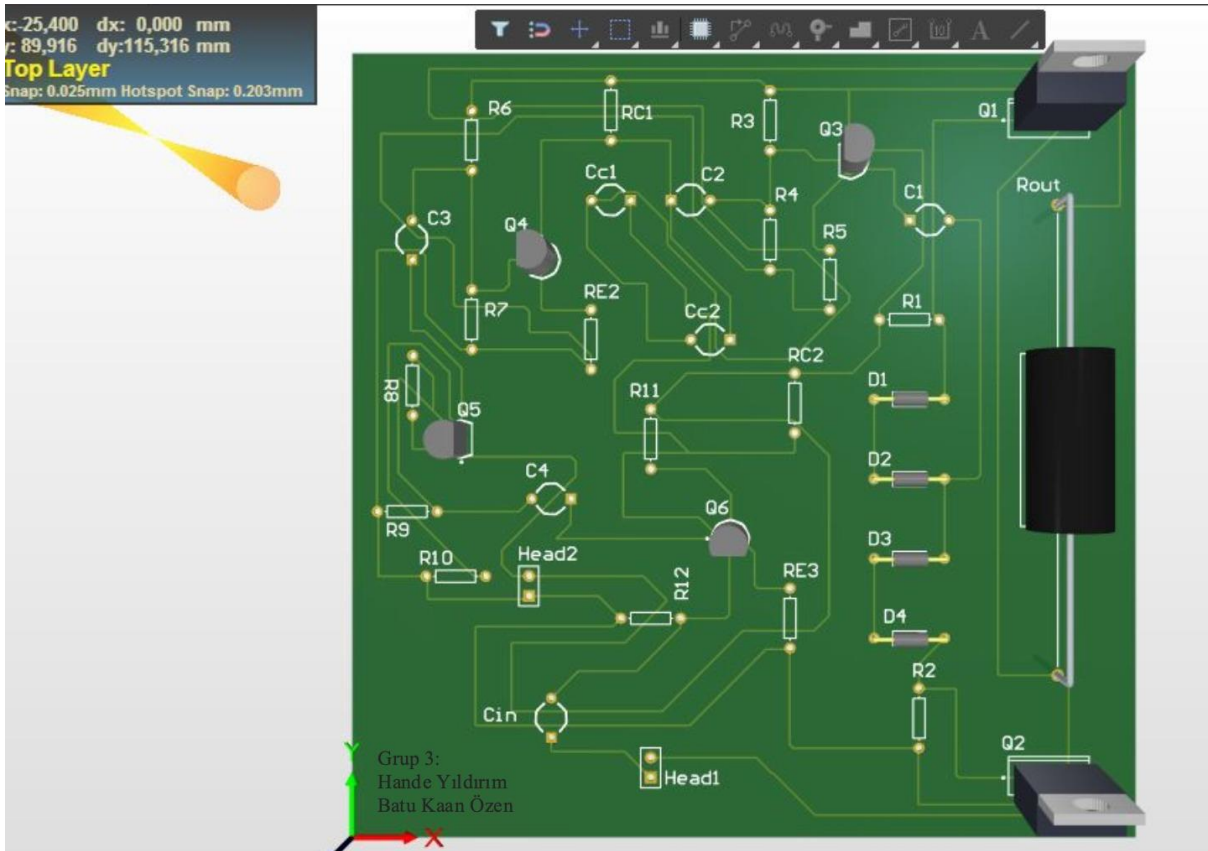 x:-25,400 dx: 0,000 mm
y: 89,916 dy:115,316 mm
Top Layer
Snap: 0.025mm Hotspot Snap: 0.203mm
10
A
R6
RC1
R3
Q3
Q1
Cc1
C2
C1
Rout
C3
Q4
R4
R5
RE2
R7
Cc2
R1
RC2
R8
R11
D1
Q5
C4
D2
R9
Q6
R10
Head2
D3
R12
RE3
D4
R2
Cin
Q2
Head1
Y
Grup 3:
Hande Yıldırım
Batu Kaan Özen
X